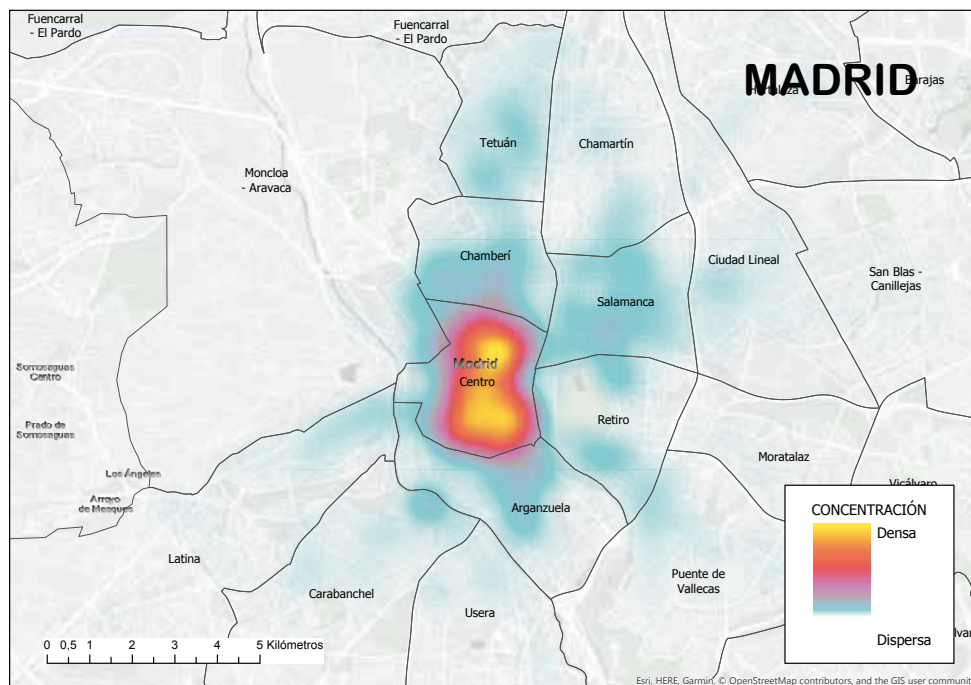 Fuencarral
- El Pardo
Fuencarral
- El Pardo
MADRID
Barajas
Hortaleza
Tetuán
Chamartín
Moncloa
- Aravaca
Chamberí
Ciudad Lineal
San Blas -
Canillejas
Salamanca
Madrid
Centro
Somosaguas
Centro
Retiro
Prado de
Somosaguas
Moratalaz
Los Ángeles
Vicálvaro
Arroyo
de Meaques
Arganzuela
CONCENTRACIÓN
Densa
Dispersa
Latina
Carabanchel
Puente de
Vallecas
Usera
0 0,5 1 2 3 4 5 Kilómetros
Esri, HERE, Garmin, © OpenStreetMap contributors, and the GIS user communit